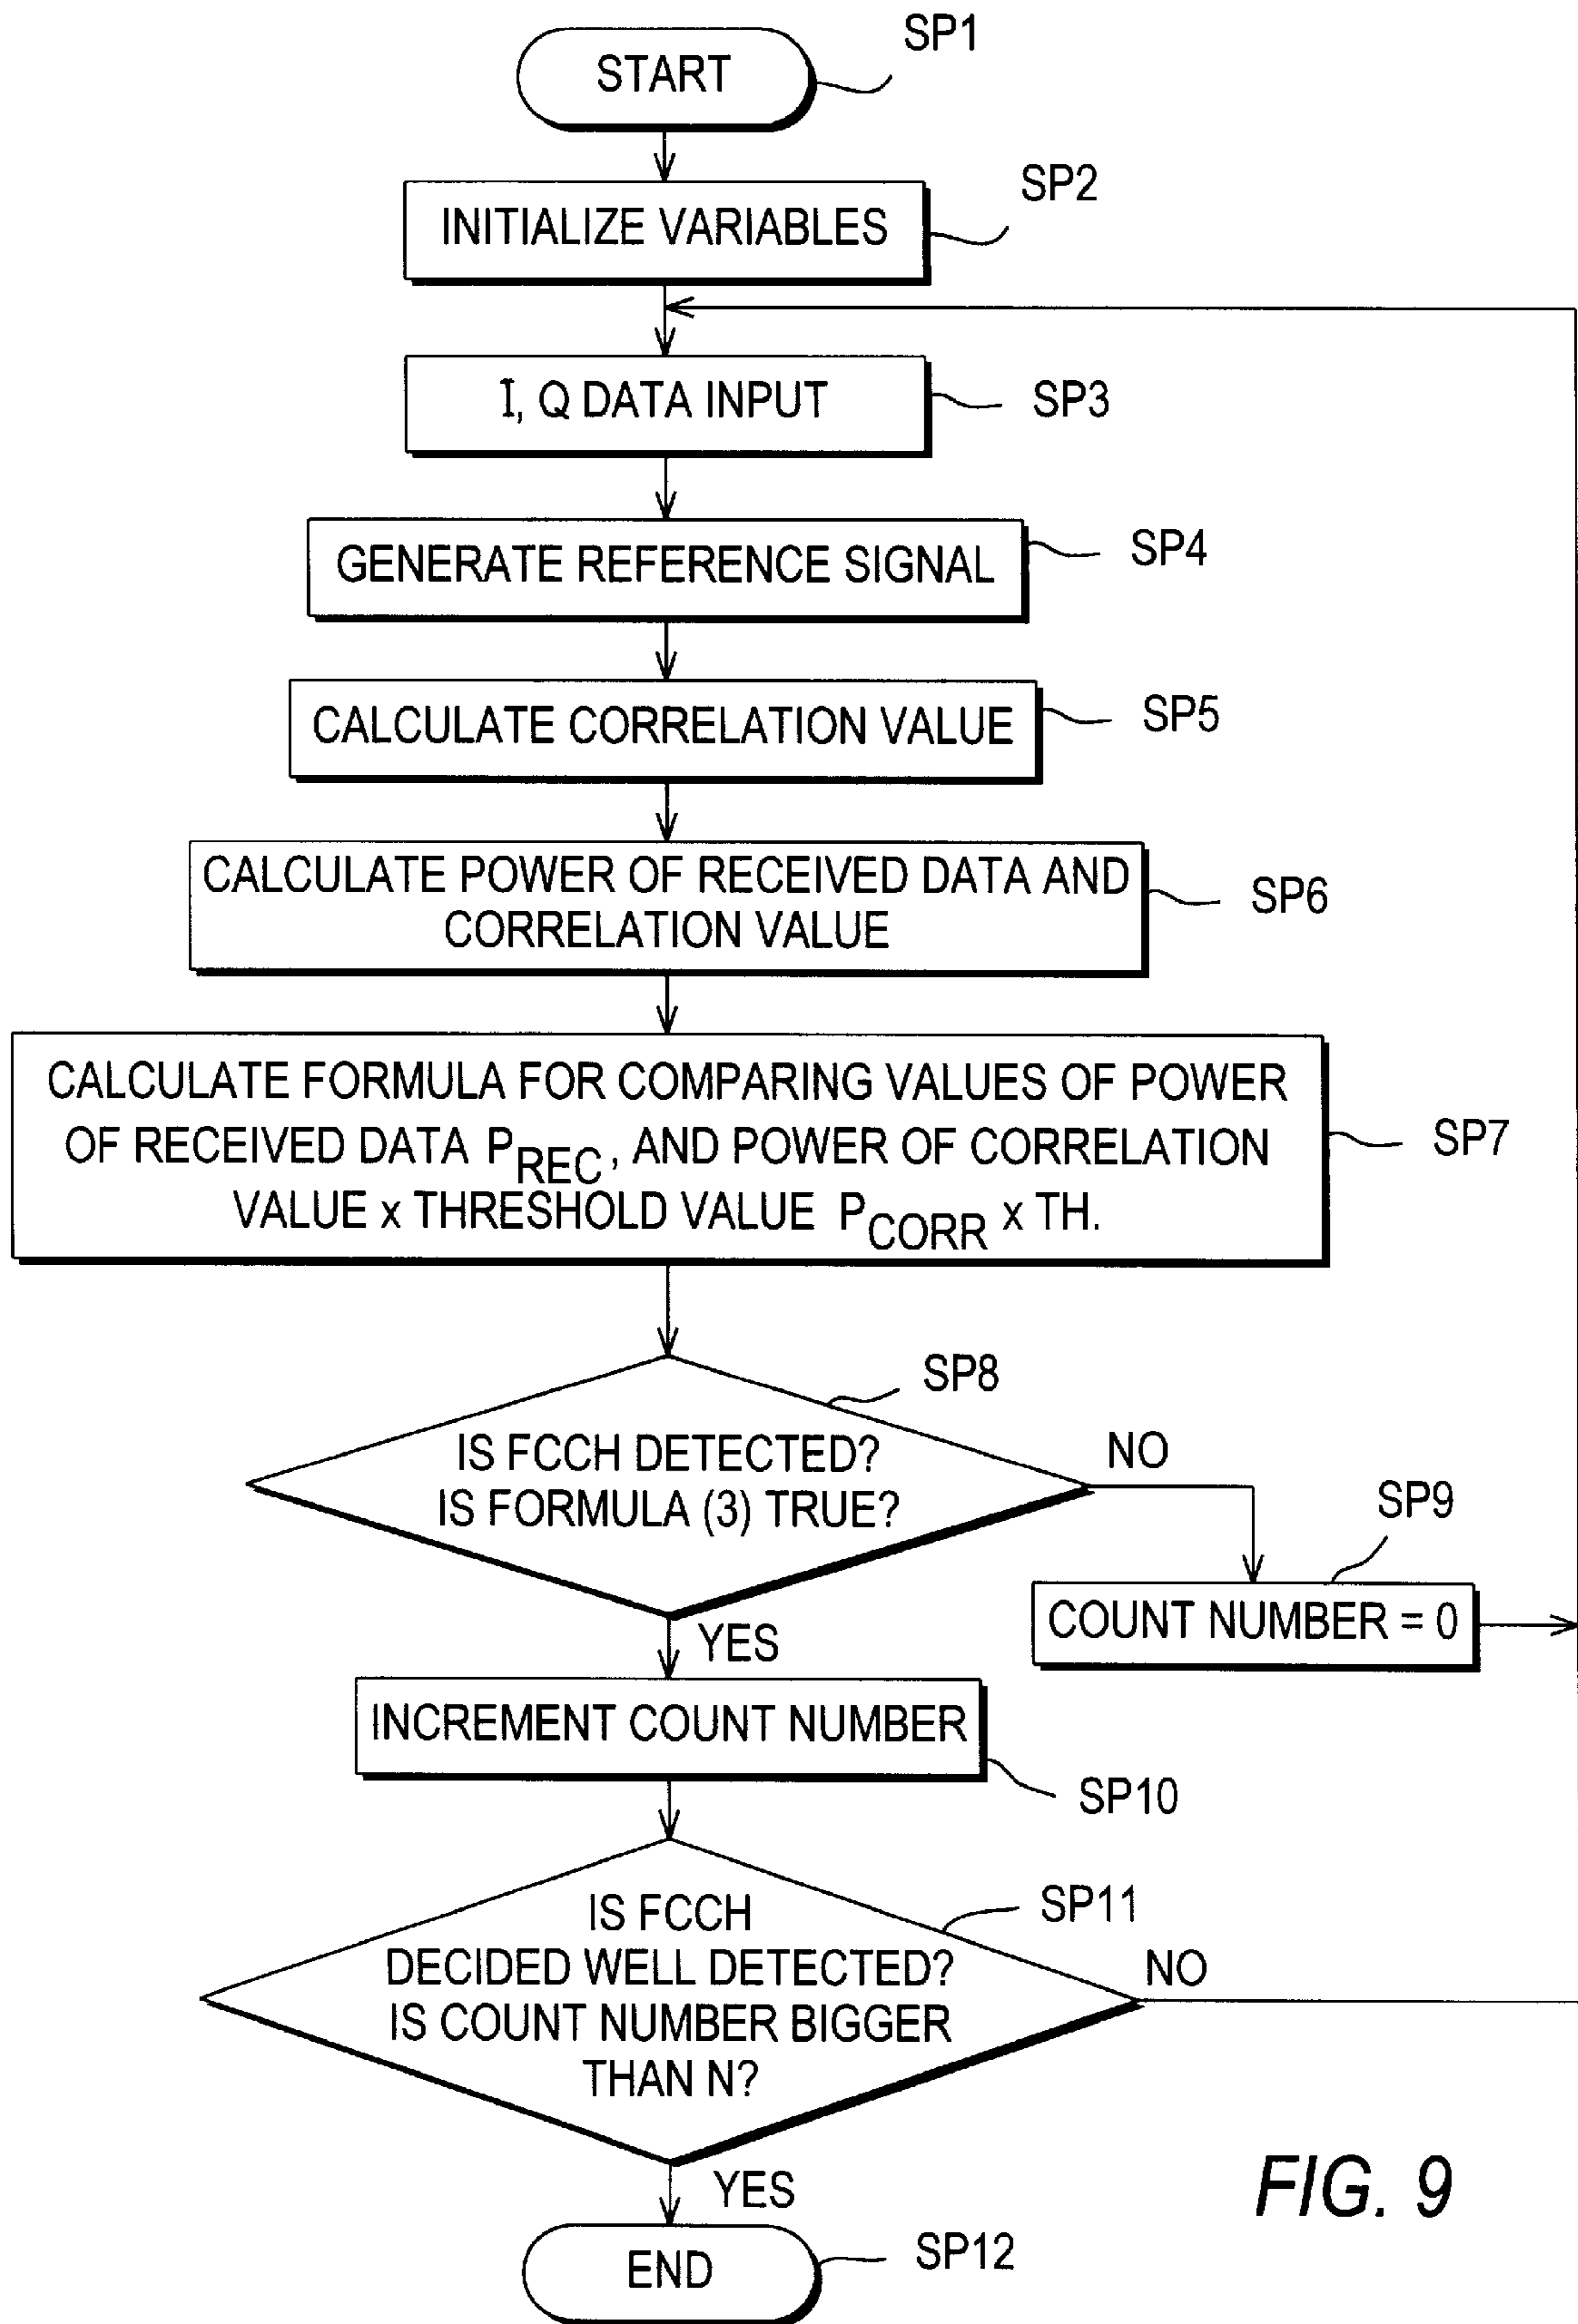 SP1
START
SP2
INITIALIZE VARIABLES
I, Q DATA INPUT
SP3
GENERATE REFERENCE SIGNAL
SP4
CALCULATE CORRELATION VALUE
SP5
CALCULATE POWER OF RECEIVED DATA AND
CORRELATION VALUE
SP6
CALCULATE FORMULA FOR COMPARING VALUES OF POWER
OF RECEIVED DATA P_REC, AND POWER OF CORRELATION
VALUE x THRESHOLD VALUE P_CORR x TH.
SP7
SP8
IS FCCH DETECTED?
IS FORMULA (3) TRUE?
NO
SP9
COUNT NUMBER = 0
YES
INCREMENT COUNT NUMBER
SP10
SP11
IS FCCH
DECIDED WELL DETECTED?
IS COUNT NUMBER BIGGER
THAN N?
NO
YES
END
SP12
FIG. 9